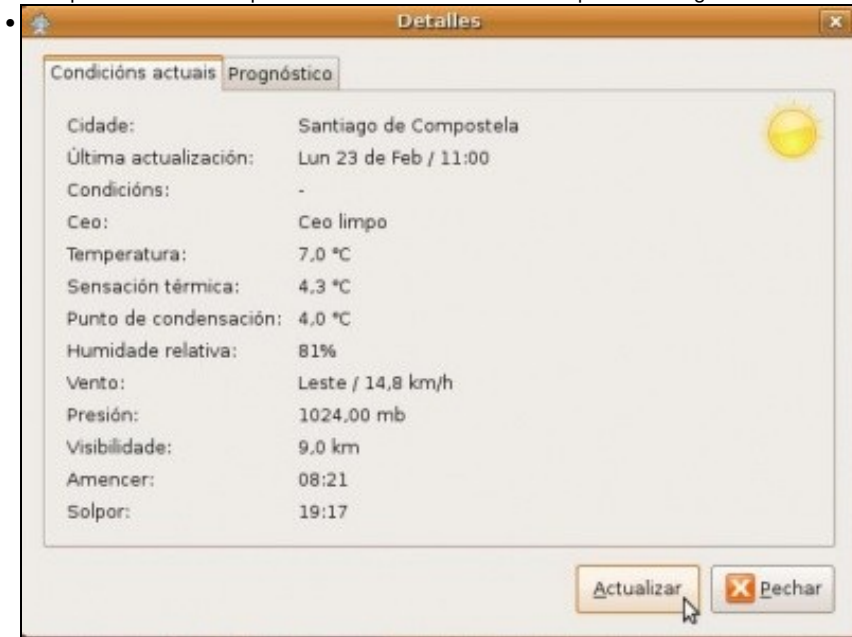 Detalles
Condicións actuais Prognóstico
Cidade: Santiago de Compostela
Última actualización: Lun 23 de Feb / 11:00
Condicións: -
Ceo: Ceo limpo
Temperatura: 7,0 °C
Sensación térmica: 4,3 °C
Punto de condensación: 4,0 °C
Humidade relativa: 81%
Vento: Leste / 14,8 km/h
Presión: 1024,00 mb
Visibilidade: 9,0 km
Amencer: 08:21
Solpor: 19:17
Actualizar Pechar